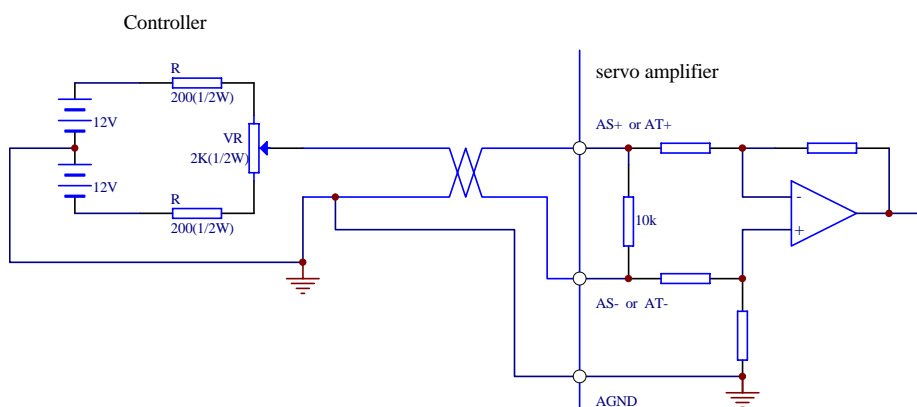 Controller
R
200(1/2W)
12V
VR
2K(1/2W)
12V
R
200(1/2W)
servo amplifier
AS+ or AT+
-
+
10k
AS- or AT-
AGND